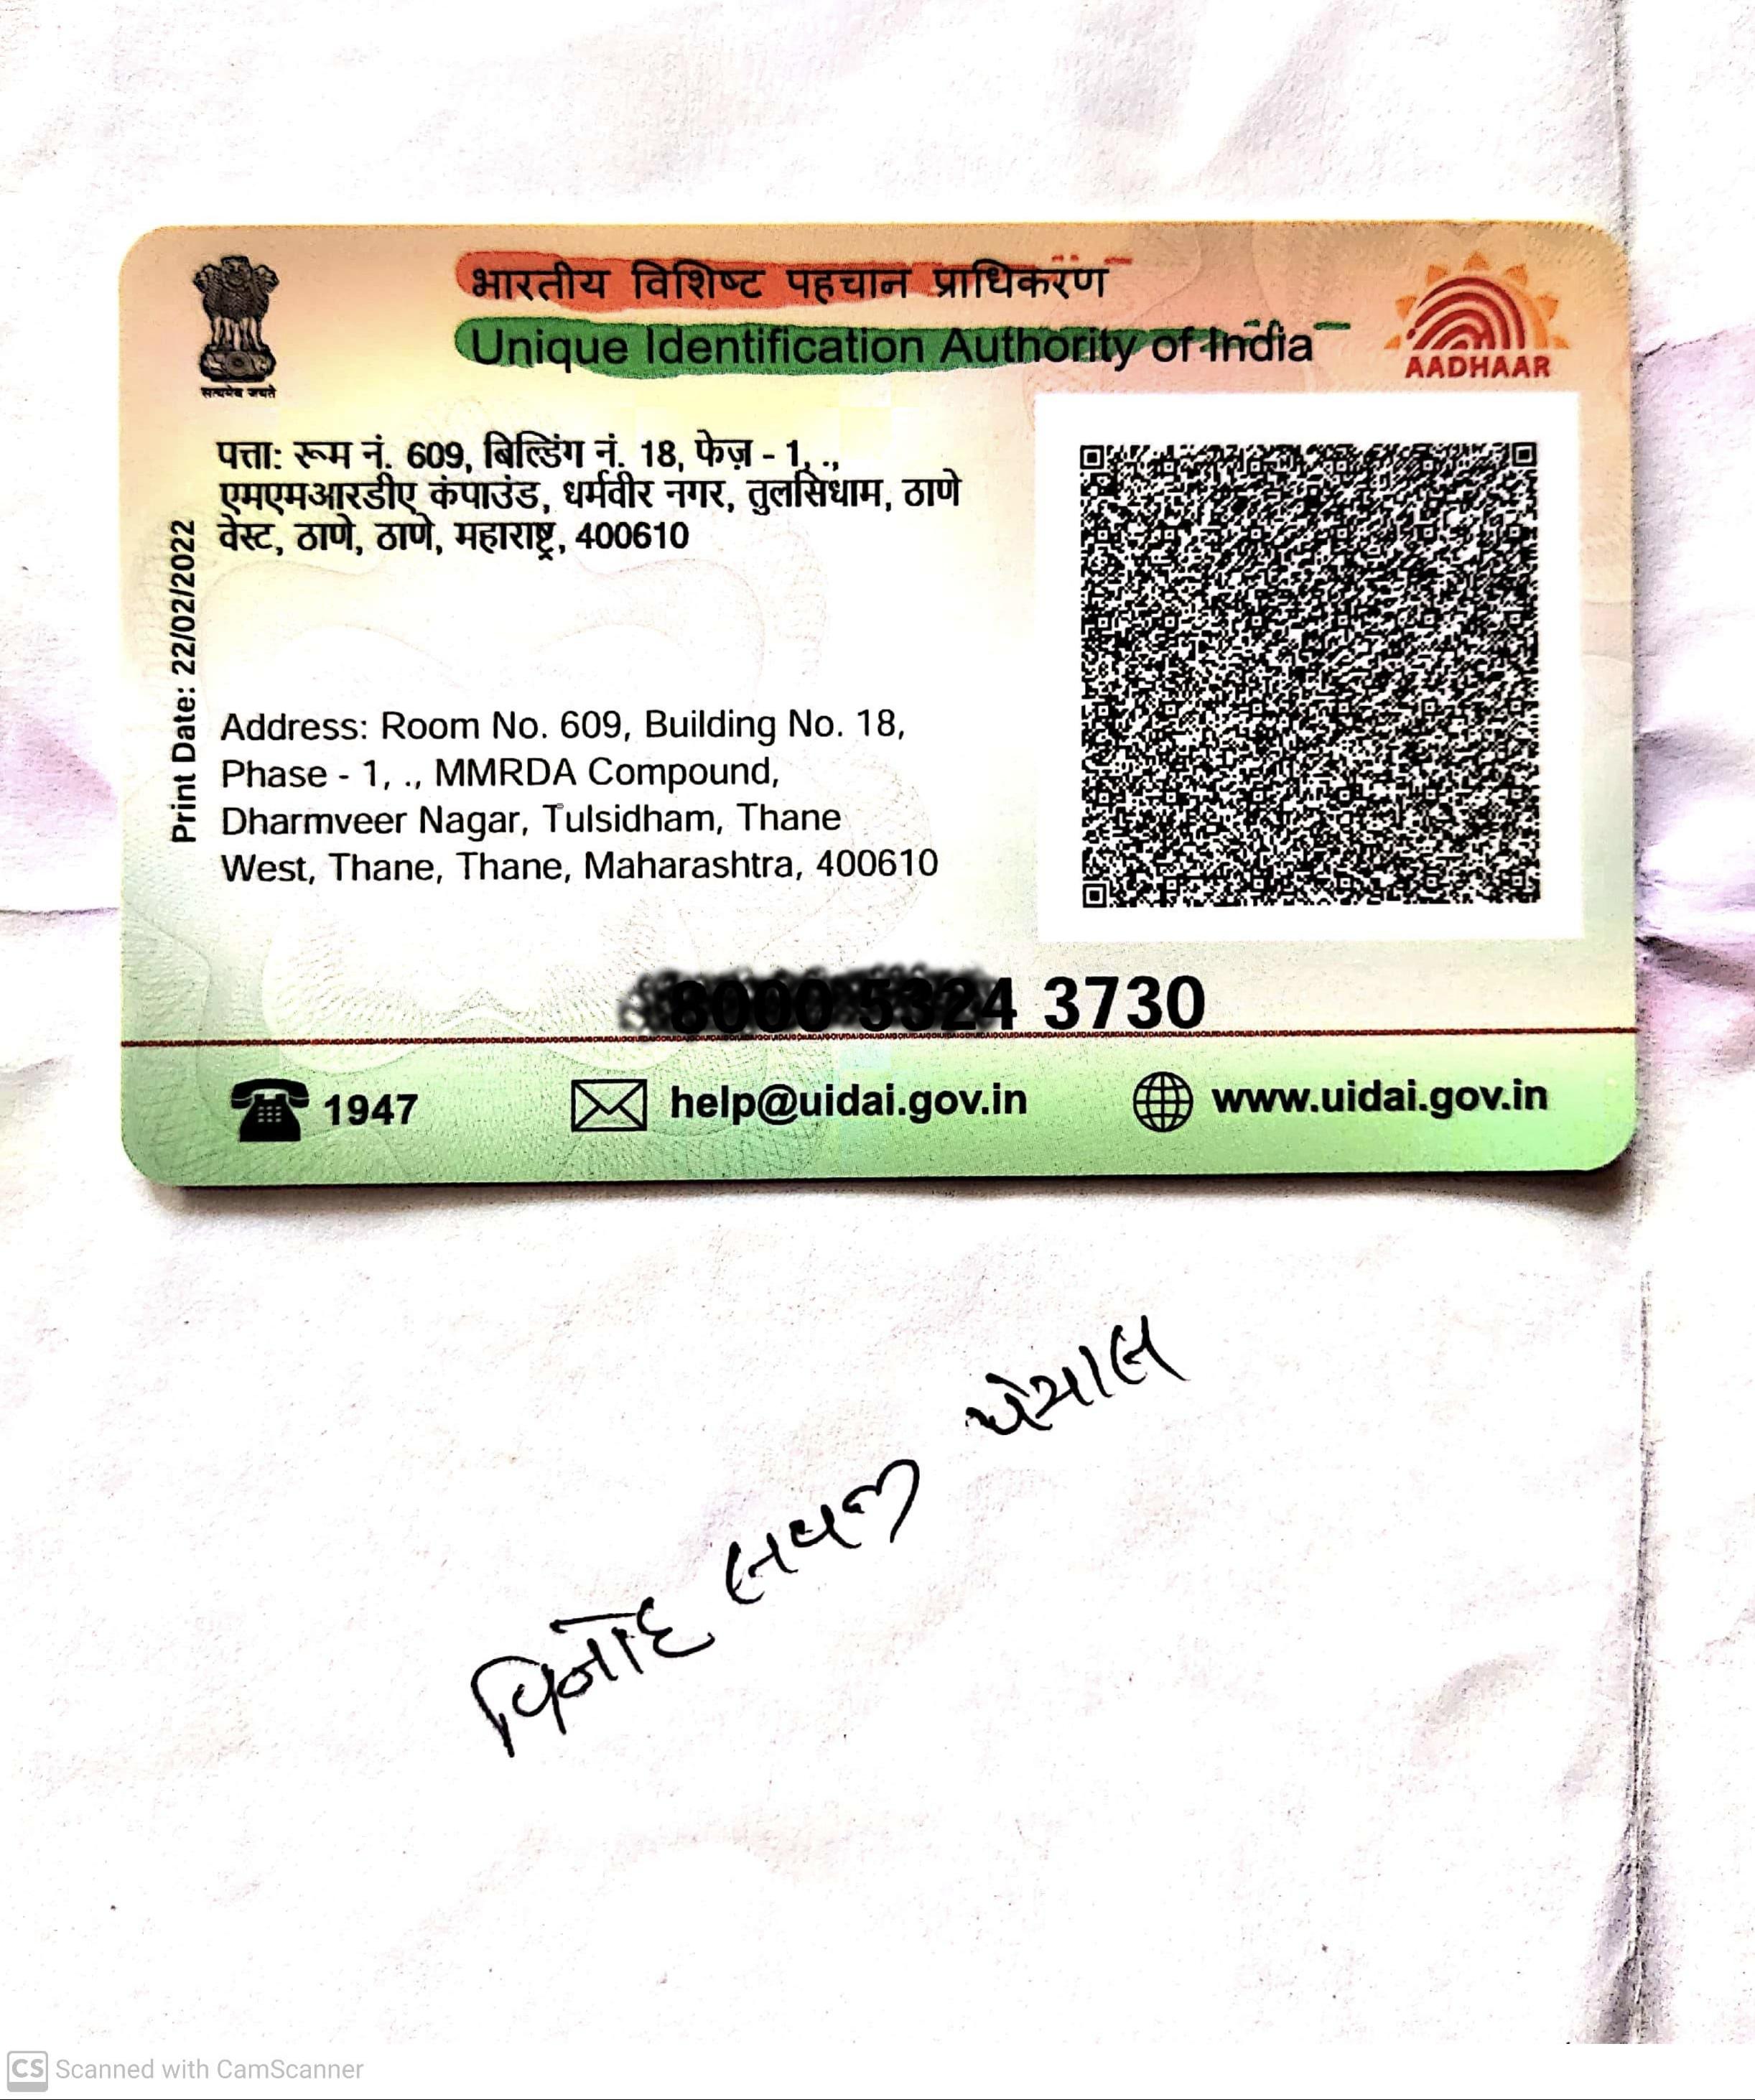 भारतीय विशिष्ट पहचान प्राधिकरण
Unique Identification Authority of India
सत्यमेव जयते
AADHAAR
पत्ता: रूम नं. 609, बिल्डिंग नं. 18, फेज़ - 1, .,
एमएमआरडीए कंपाउंड, धर्मवीर नगर, तुलसिधाम, ठाणे
वेस्ट, ठाणे, ठाणे, महाराष्ट्र, 400610
Print Date: 22/02/2022
Address: Room No. 609, Building No. 18,
Phase - 1, ., MMRDA Compound,
Dharmveer Nagar, Tulsidham, Thane
West, Thane, Thane, Maharashtra, 400610
3730
1947
help@uidai.gov.in
www.uidai.gov.in
વિનોદ લવજી
CS Scanned with CamScanner